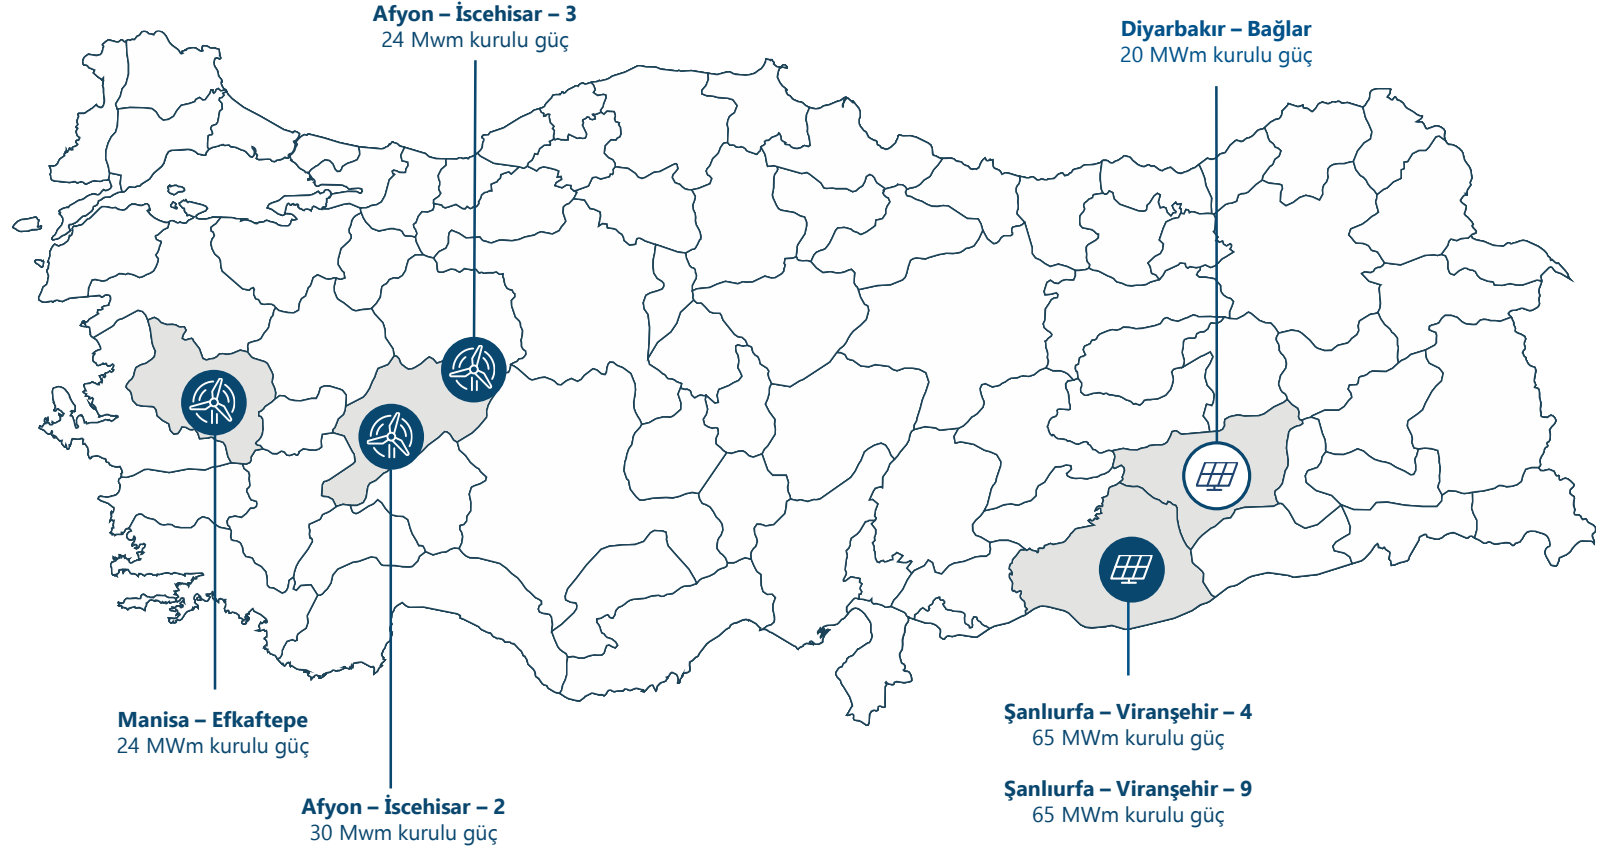 Afyon – İscehisar – 3
24 Mwm kurulu güç
Diyarbakır – Bağlar
20 MWm kurulu güç
Manisa – Efkaftepe
24 MWm kurulu güç
Afyon – İscehisar – 2
30 Mwm kurulu güç
Şanlıurfa – Viranşehir – 4
65 MWm kurulu güç
Şanlıurfa – Viranşehir – 9
65 MWm kurulu güç